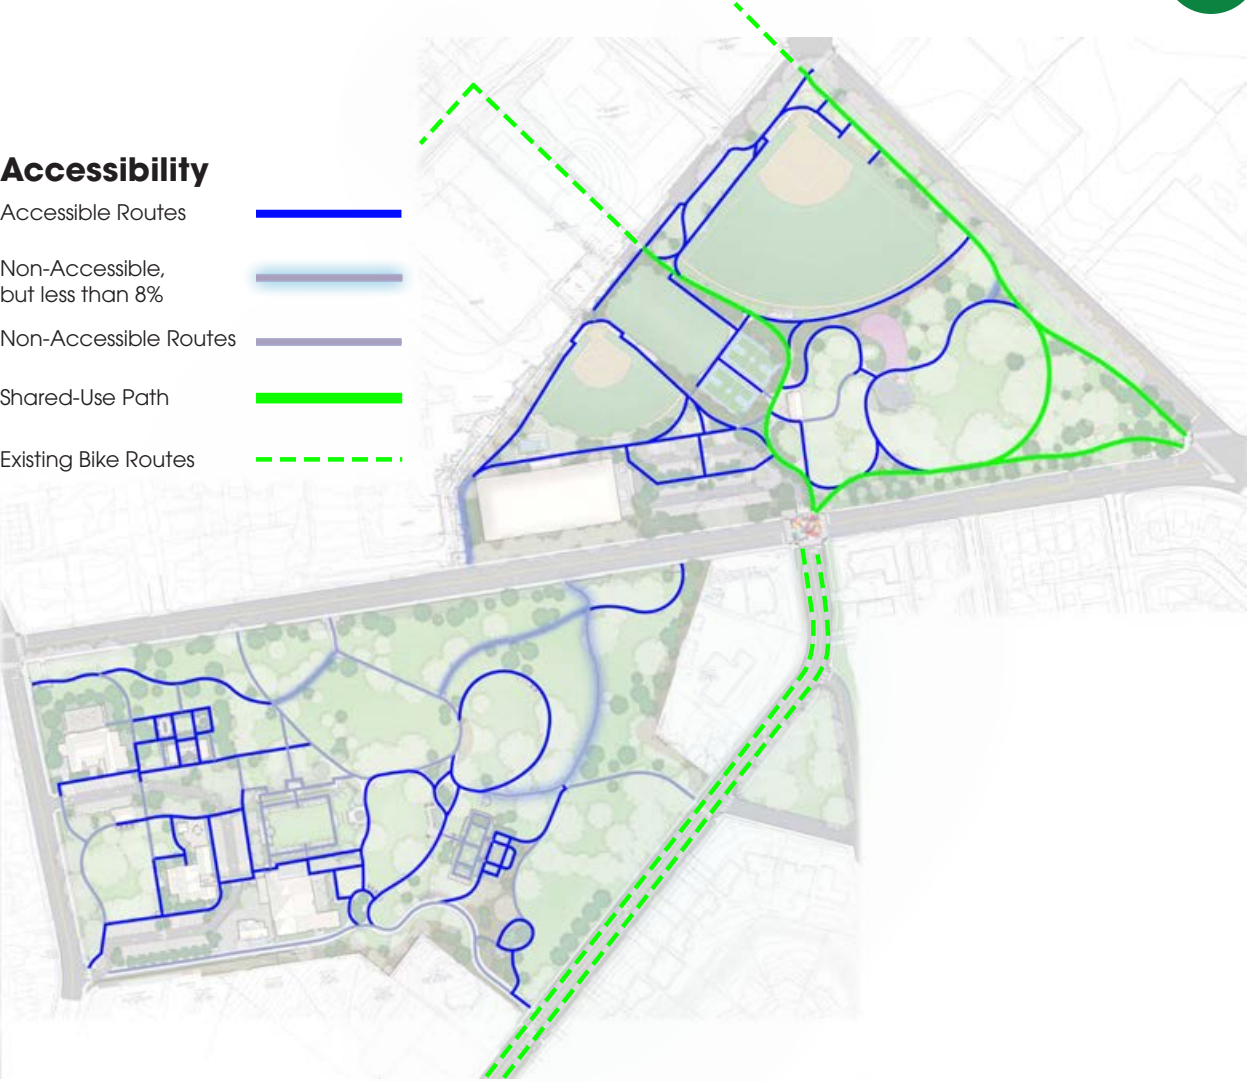 Accessibility
Accessible Routes
Non-Accessible,
but less than 8%
Non-Accessible Routes
Shared-Use Path
Existing Bike Routes